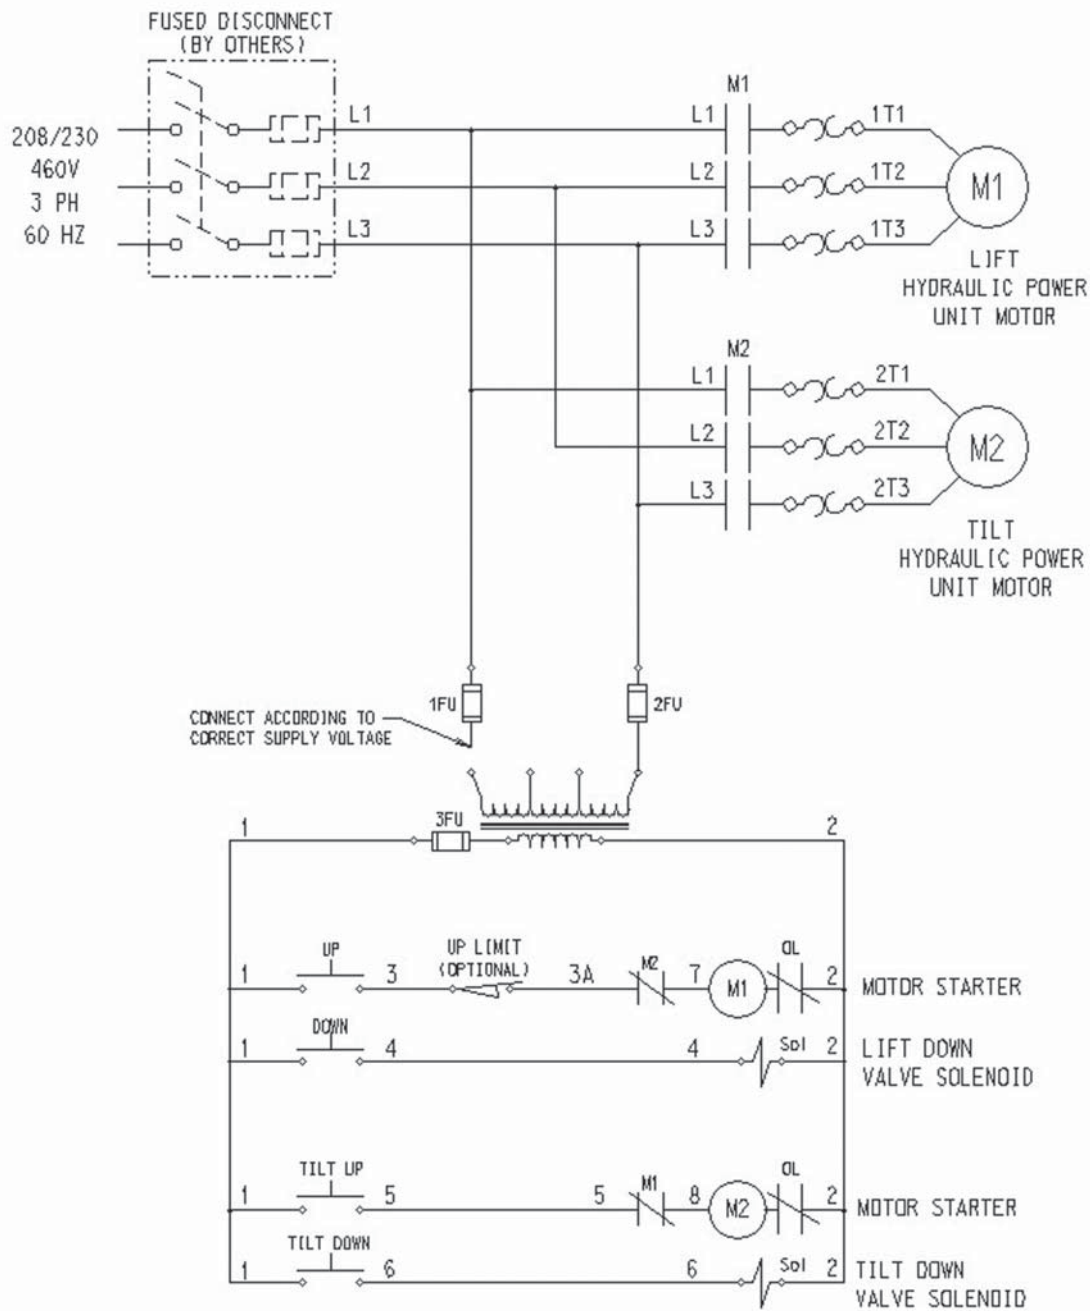 FUSED DISCONNECT
(BY OTHERS)
208/230
460V
3 PH
60 HZ
L1
L2
L3
M1
L1
L2
L3
1T1
1T2
1T3
M1
LIFT
HYDRAULIC POWER
UNIT MOTOR
M2
L1
L2
L3
2T1
2T2
2T3
M2
TILT
HYDRAULIC POWER
UNIT MOTOR
1FU
2FU
CONNECT ACCORDING TO
CORRECT SUPPLY VOLTAGE
1
3FU
2
1
UP
3
UP LIMIT
(OPTIONAL)
3A
M2
7
M1
OL
2
MOTOR STARTER
1
DOWN
4
4
Sol
2
LIFT DOWN
VALVE SOLENOID
1
TILT UP
5
5
M1
8
M2
OL
2
MOTOR STARTER
1
TILT DOWN
6
6
Sol
2
TILT DOWN
VALVE SOLENOID